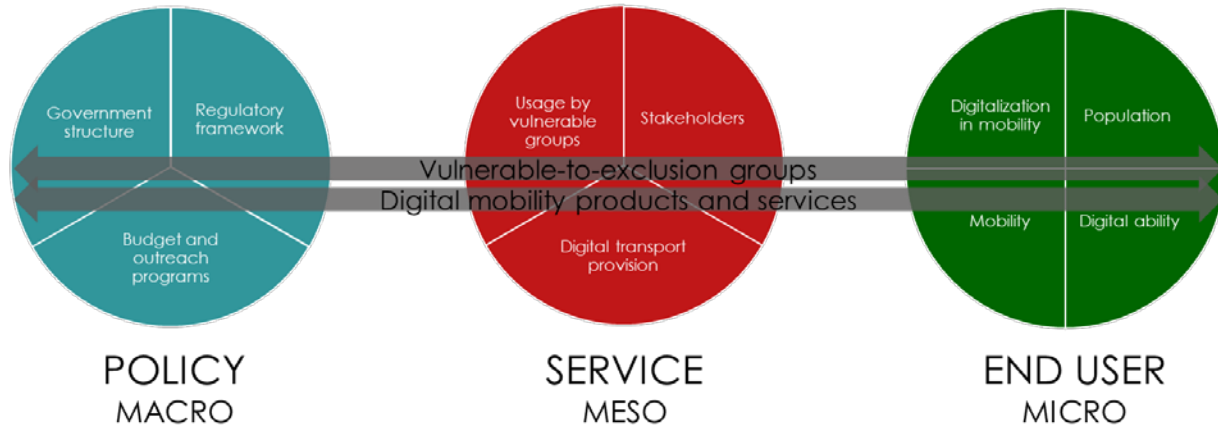 Government
structure
Regulatory
framework
Budget and
outreach
programs
Usage by
vulnerable
groups
Stakeholders
Digital transport
provision
Digitalization
in mobility
Population
Mobility
Digital ability
Vulnerable-to-exclusion groups
Digital mobility products and services
POLICY
MACRO
SERVICE
MESO
END USER
MICRO